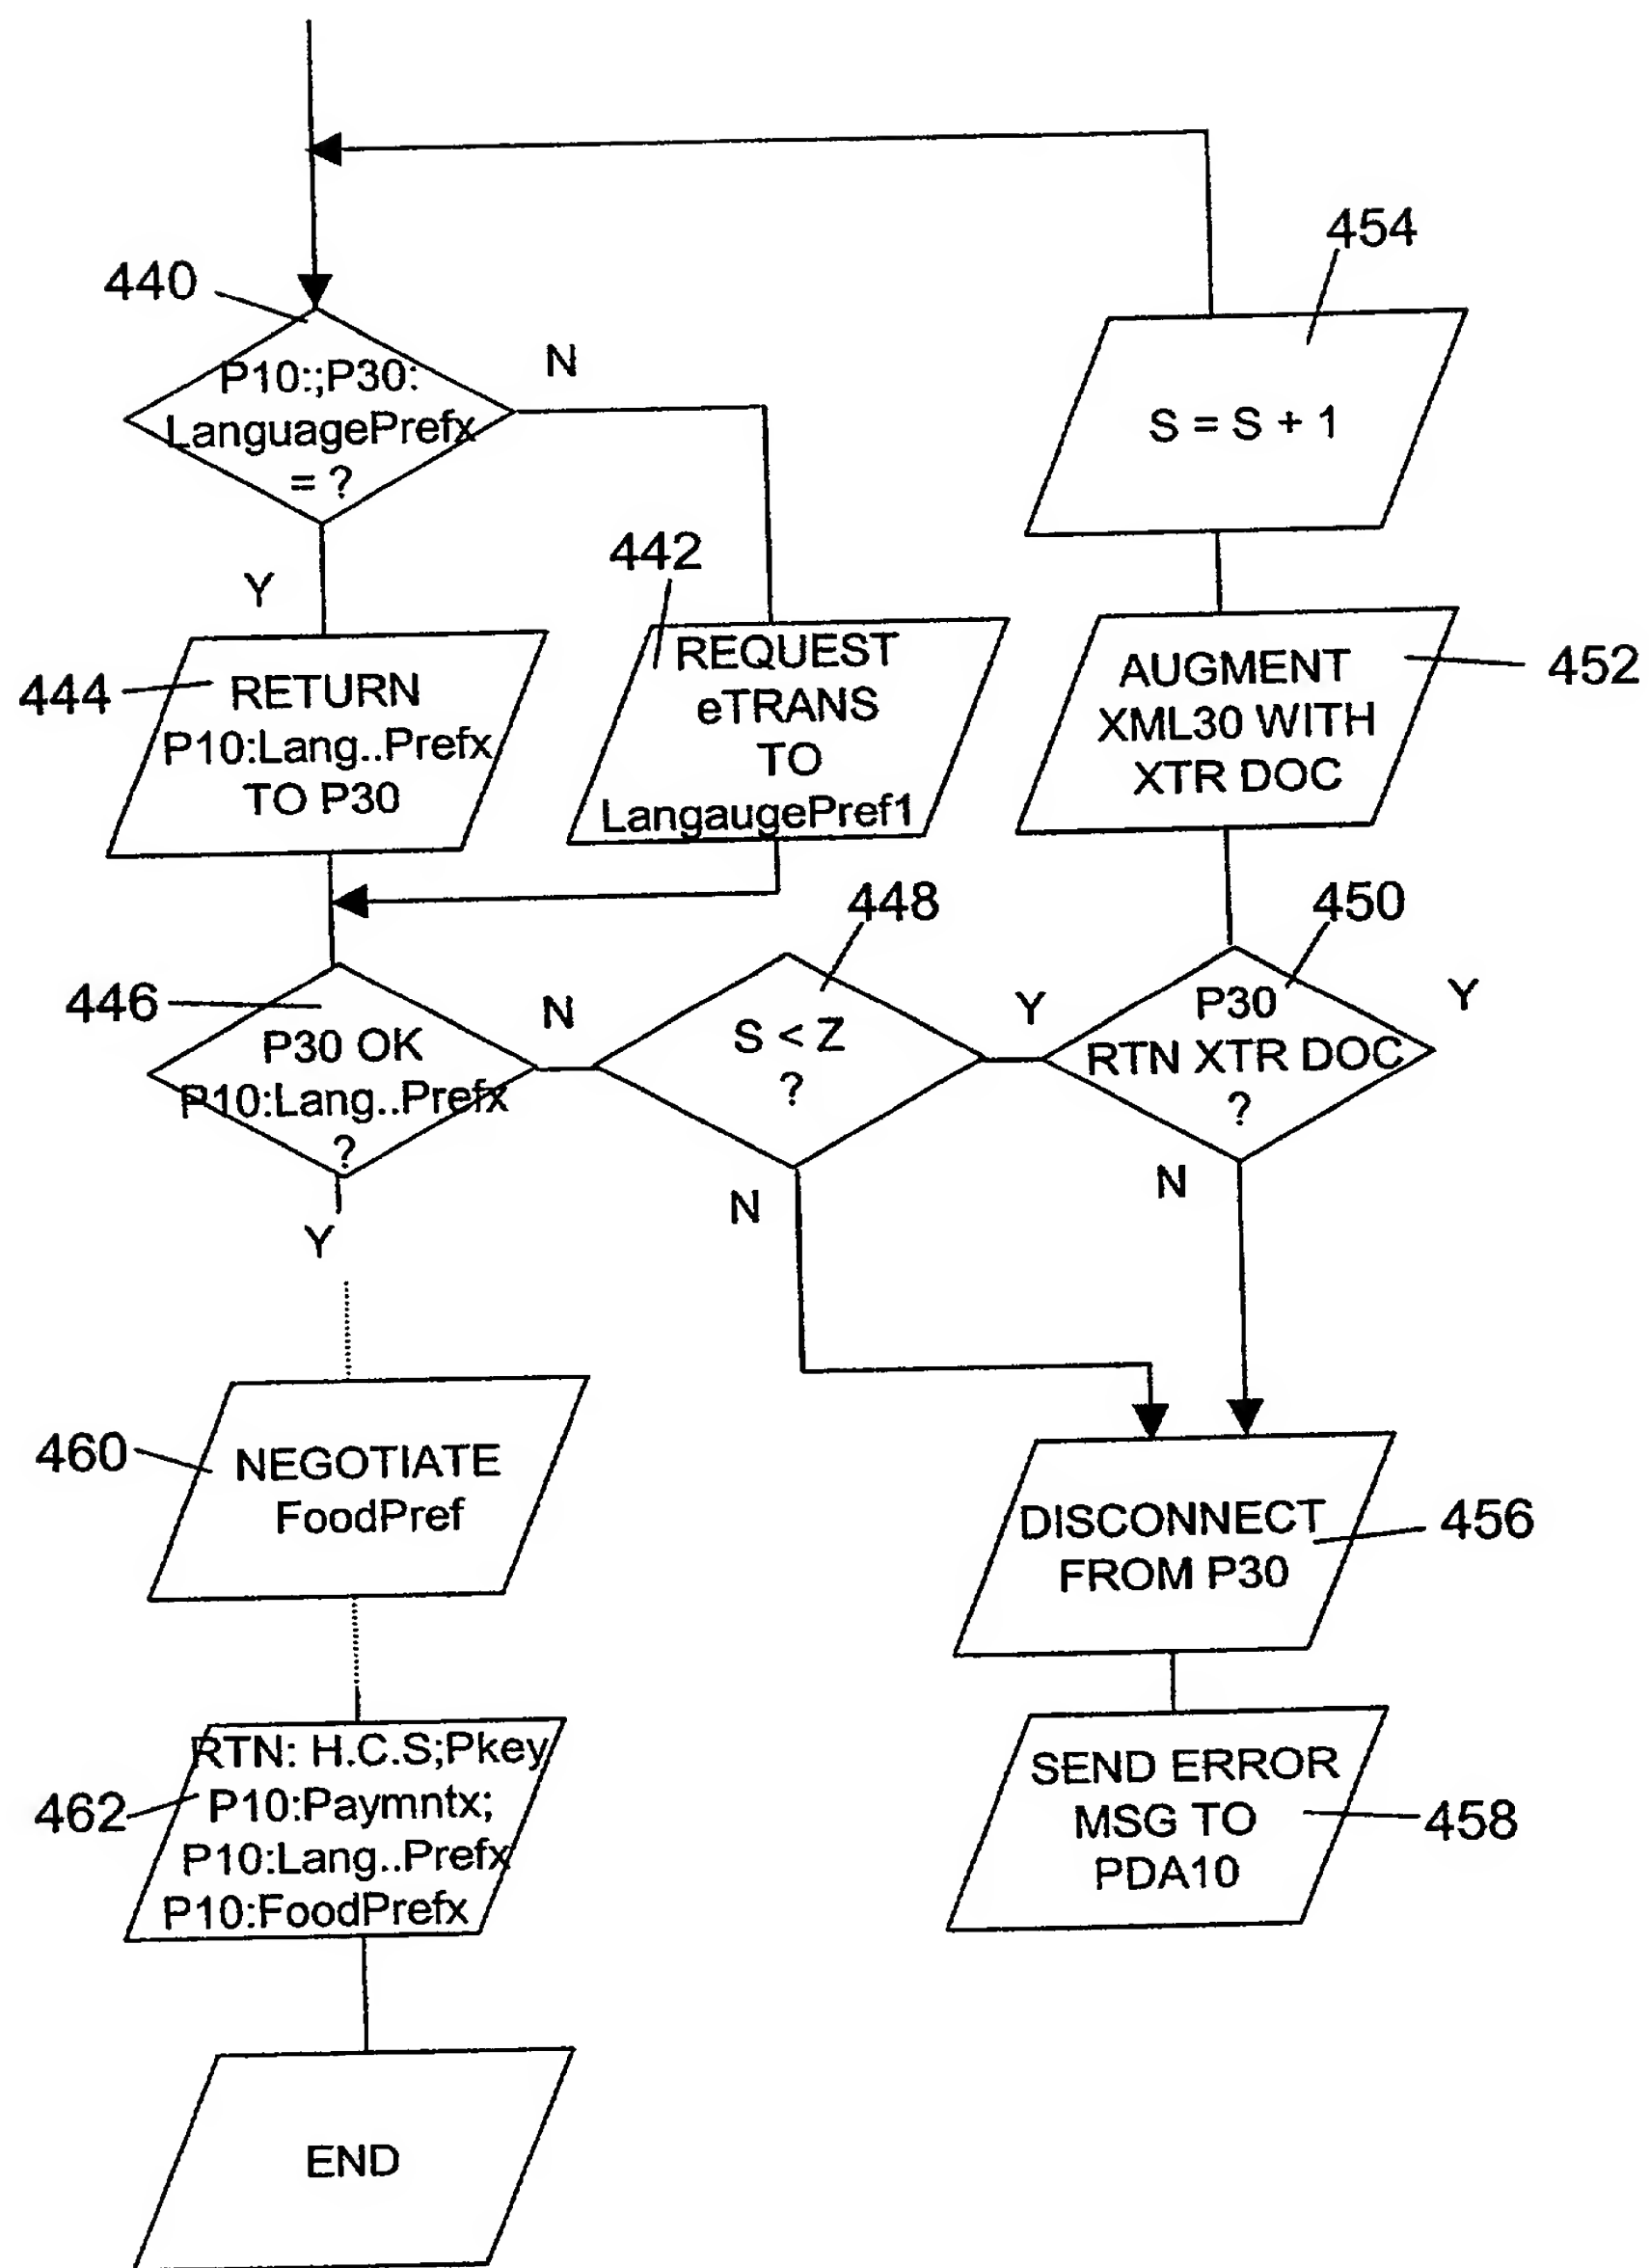 454
440
P10:;P30:
LanguagePrefx
= ?
N
S = S + 1
Y
442
REQUEST
eTRANS
TO
LangaugePref1
444
RETURN
P10:Lang..Prefx
TO P30
AUGMENT
XML30 WITH
XTR DOC
452
446
P30 OK
P10:Lang..Prefx
?
N
448
S < Z
?
Y
450
P30
RTN XTR DOC
?
Y
N
N
Y
460
NEGOTIATE
FoodPref
DISCONNECT
FROM P30
456
462
RTN: H.C.S;Pkey
P10:Paymntx;
P10:Lang..Prefx
P10:FoodPrefx
SEND ERROR
MSG TO
PDA10
458
END